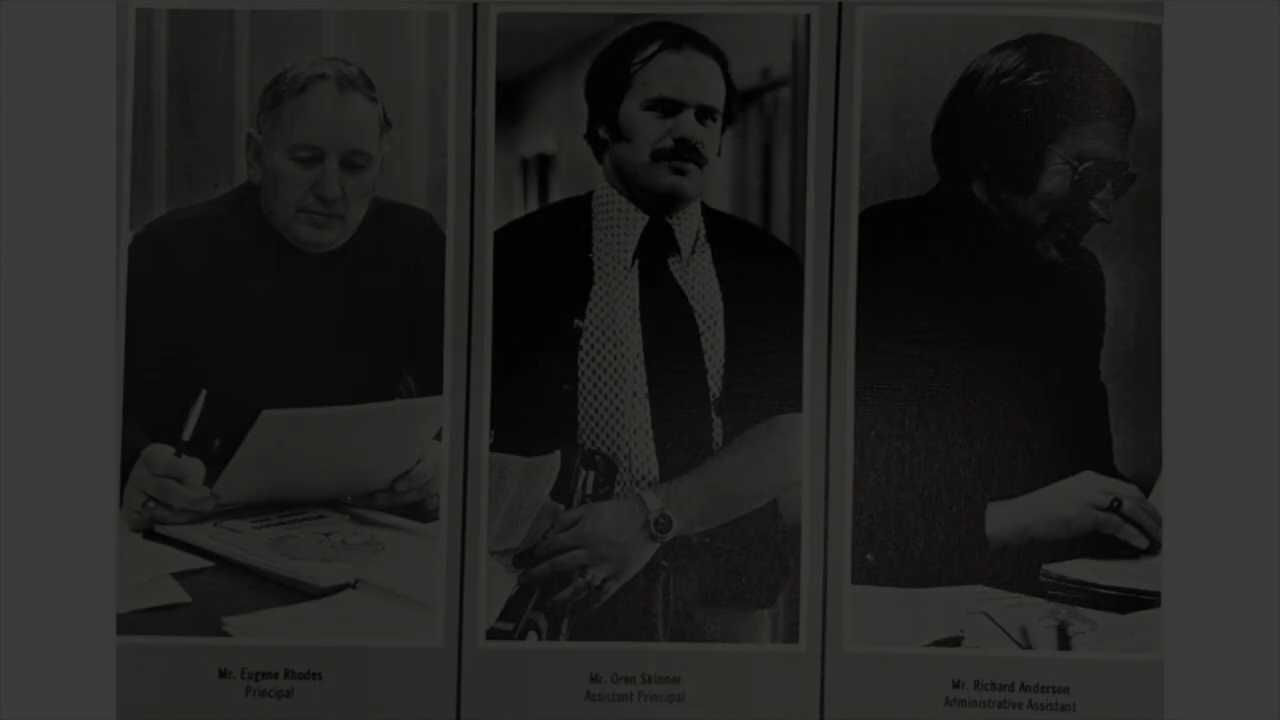 Mr. Eugene Rhodes
Principal
Mr. Oren Skinner
Assistant Principal
Mr. Richard Anderson
Administrative Assistant